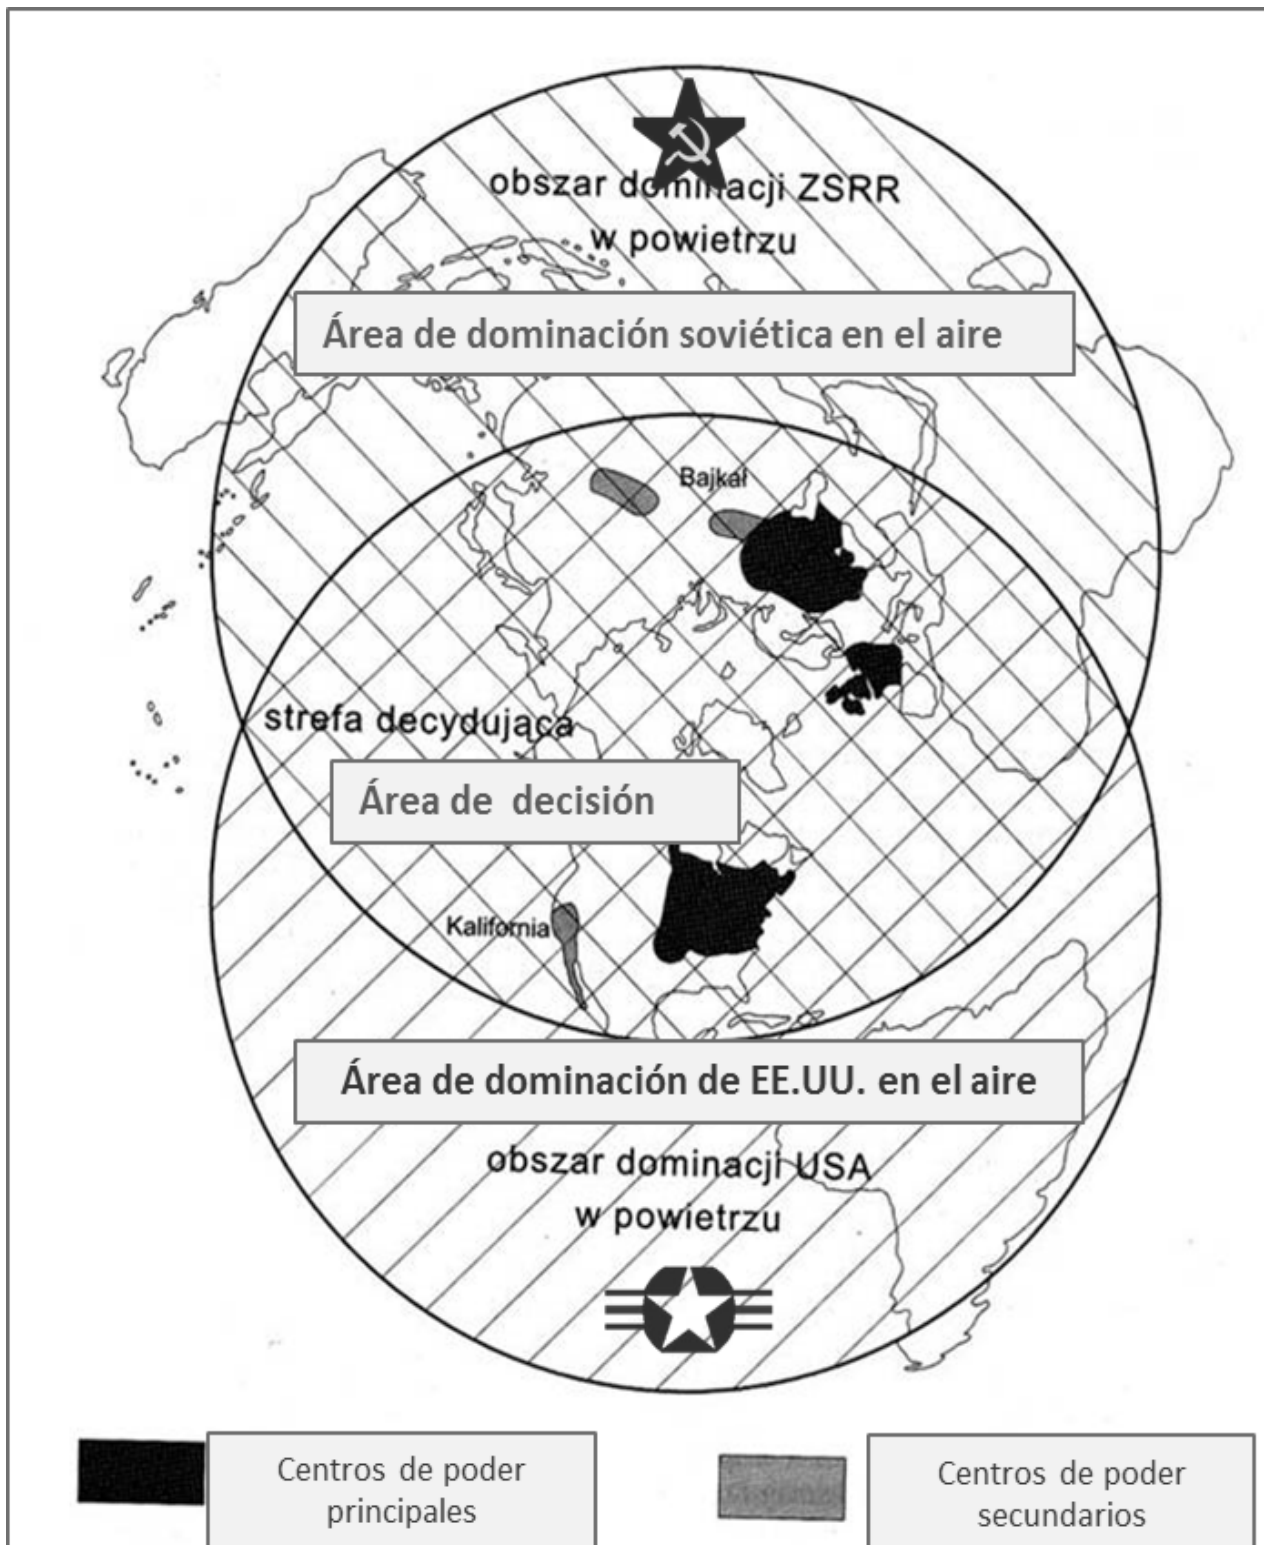 obszar dominacji ZSRR
w powietrzu
Área de dominación soviética en el aire
Bajkał
strefa decydująca
Área de decisión
Kalifornia
Área de dominación de EE.UU. en el aire
obszar dominacji USA
w powietrzu
Centros de poder
principales
Centros de poder
secundarios